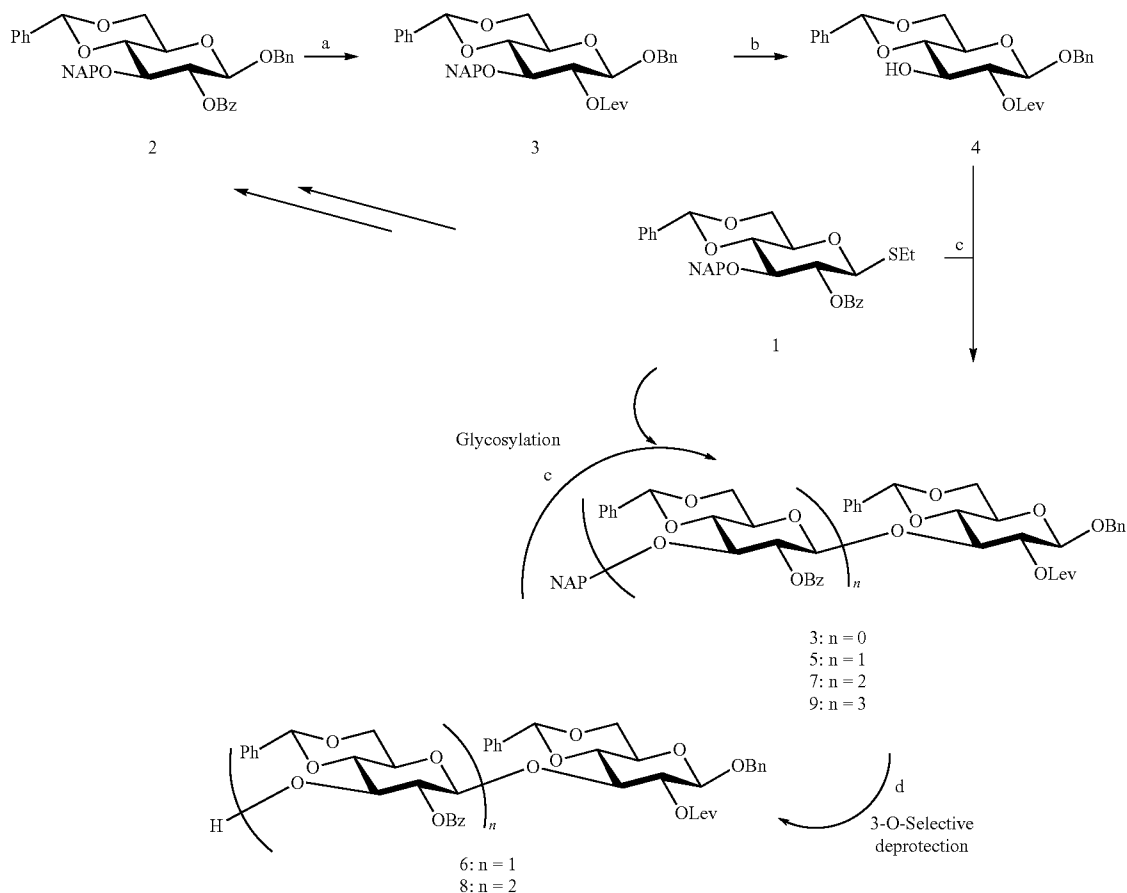 Ph O O O OBn
NAPO
OBz
2
a
Ph O O O OBn
NAPO
OLev
3
b
Ph O O O OBn
HO
OLev
4
Ph O O O SEt
NAPO
OBz
1
c
Glycosylation
c
Ph O O O
O
NAP
OBz
n
Ph O O O OBn
O
OLev
3: n = 0
5: n = 1
7: n = 2
9: n = 3
d
3-O-Selective
deprotection
Ph O O O
O
H
OBz
n
Ph O O O OBn
O
OLev
6: n = 1
8: n = 2